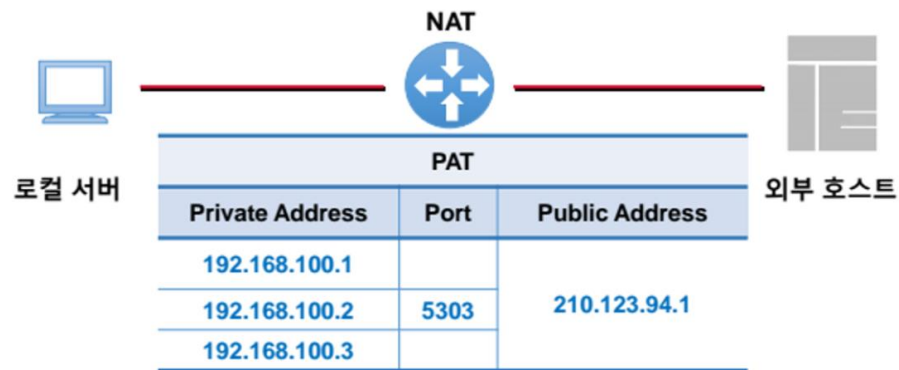 NAT
로컬 서버
외부 호스트
PAT
Private Address Port Public Address
192.168.100.1
192.168.100.2 5303 210.123.94.1
192.168.100.3